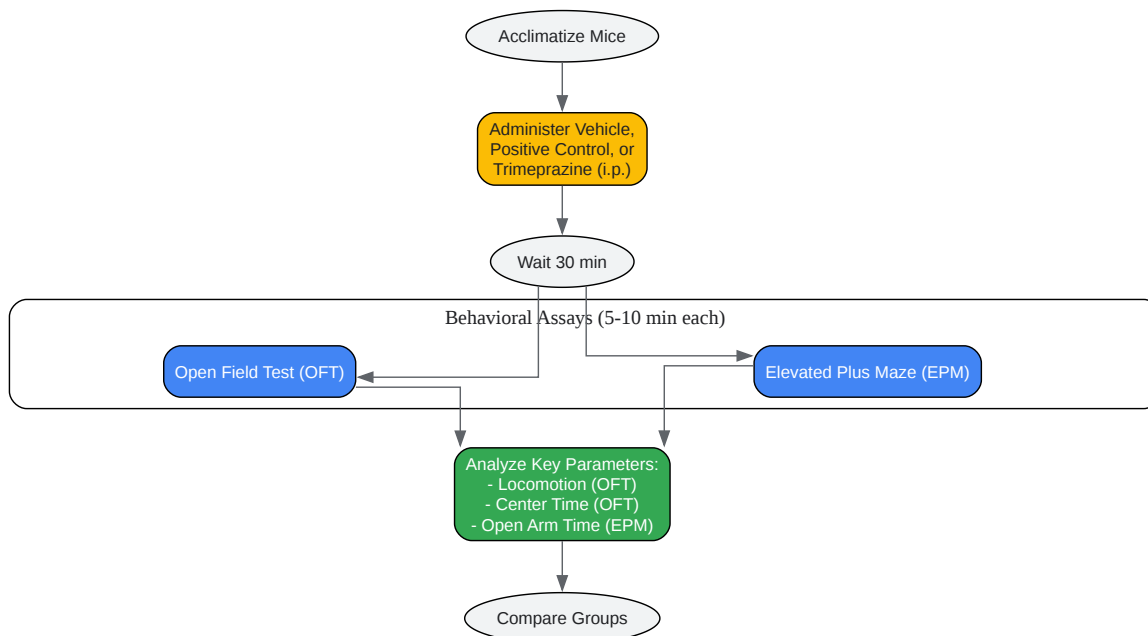 Acclimatize Mice
Administer Vehicle,
Positive Control, or
Trimeprazine (i.p.)
Wait 30 min
Behavioral Assays (5-10 min each)
Open Field Test (OFT)
Elevated Plus Maze (EPM)
Analyze Key Parameters:
- Locomotion (OFT)
- Center Time (OFT)
- Open Arm Time (EPM)
Compare Groups